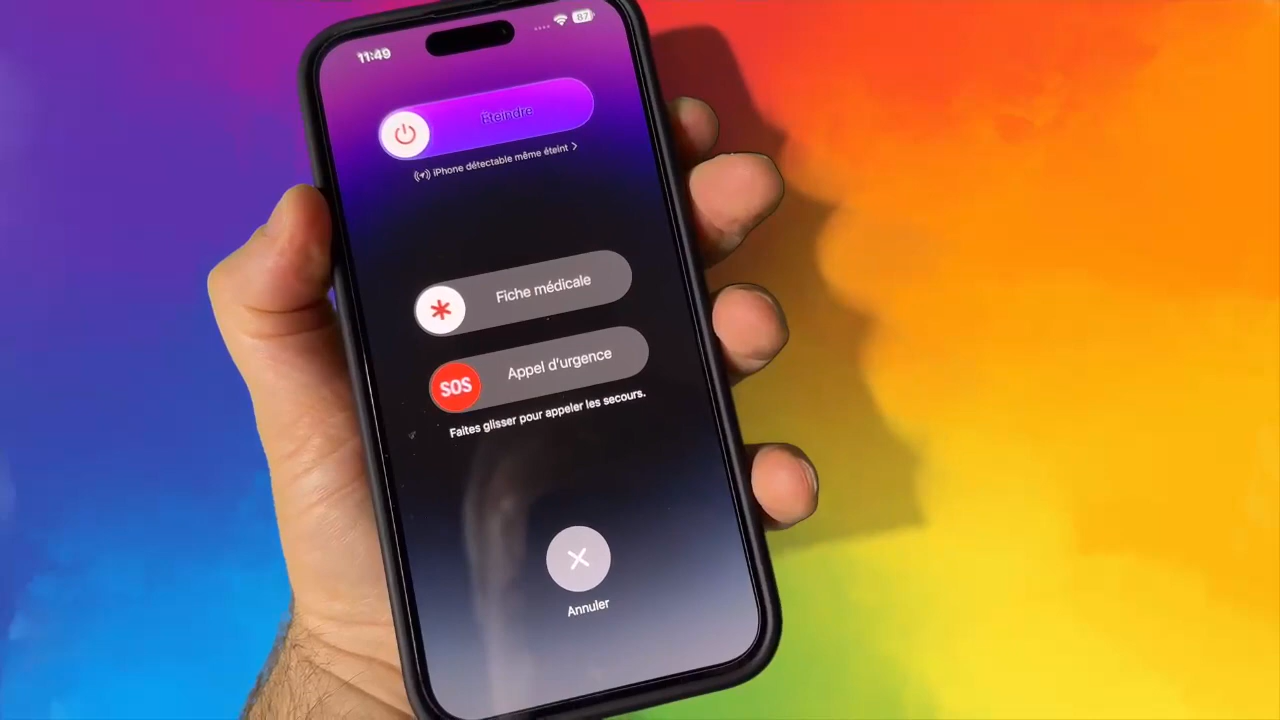 11:49
87
Éteindre
iPhone détectable même éteint >
Fiche médicale
SOS
Appel d'urgence
Faites glisser pour appeler les secours.
Annuler